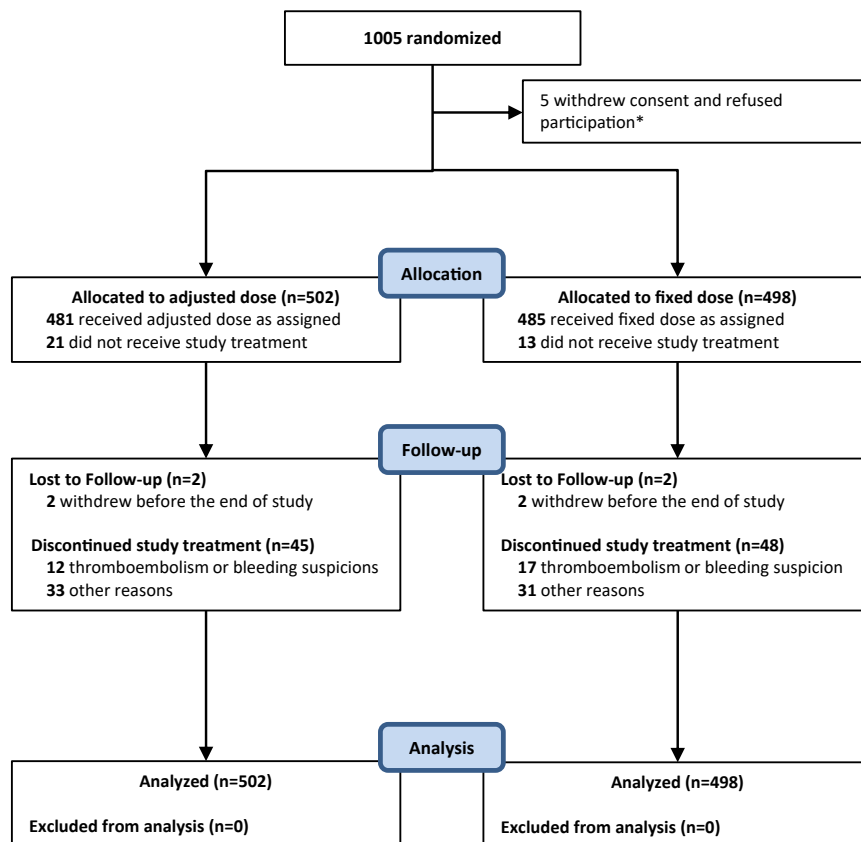 1005 randomized
5 withdrew consent and refused
participation*
Allocation
Allocated to adjusted dose (n=502)
481 received adjusted dose as assigned
21 did not receive study treatment
Allocated to fixed dose (n=498)
485 received fixed dose as assigned
13 did not receive study treatment
Follow-up
Lost to Follow-up (n=2)
2 withdrew before the end of study
Discontinued study treatment (n=45)
12 thromboembolism or bleeding suspicions
33 other reasons
Lost to Follow-up (n=2)
2 withdrew before the end of study
Discontinued study treatment (n=48)
17 thromboembolism or bleeding suspicion
31 other reasons
Analysis
Analyzed (n=502)
Excluded from analysis (n=0)
Analyzed (n=498)
Excluded from analysis (n=0)